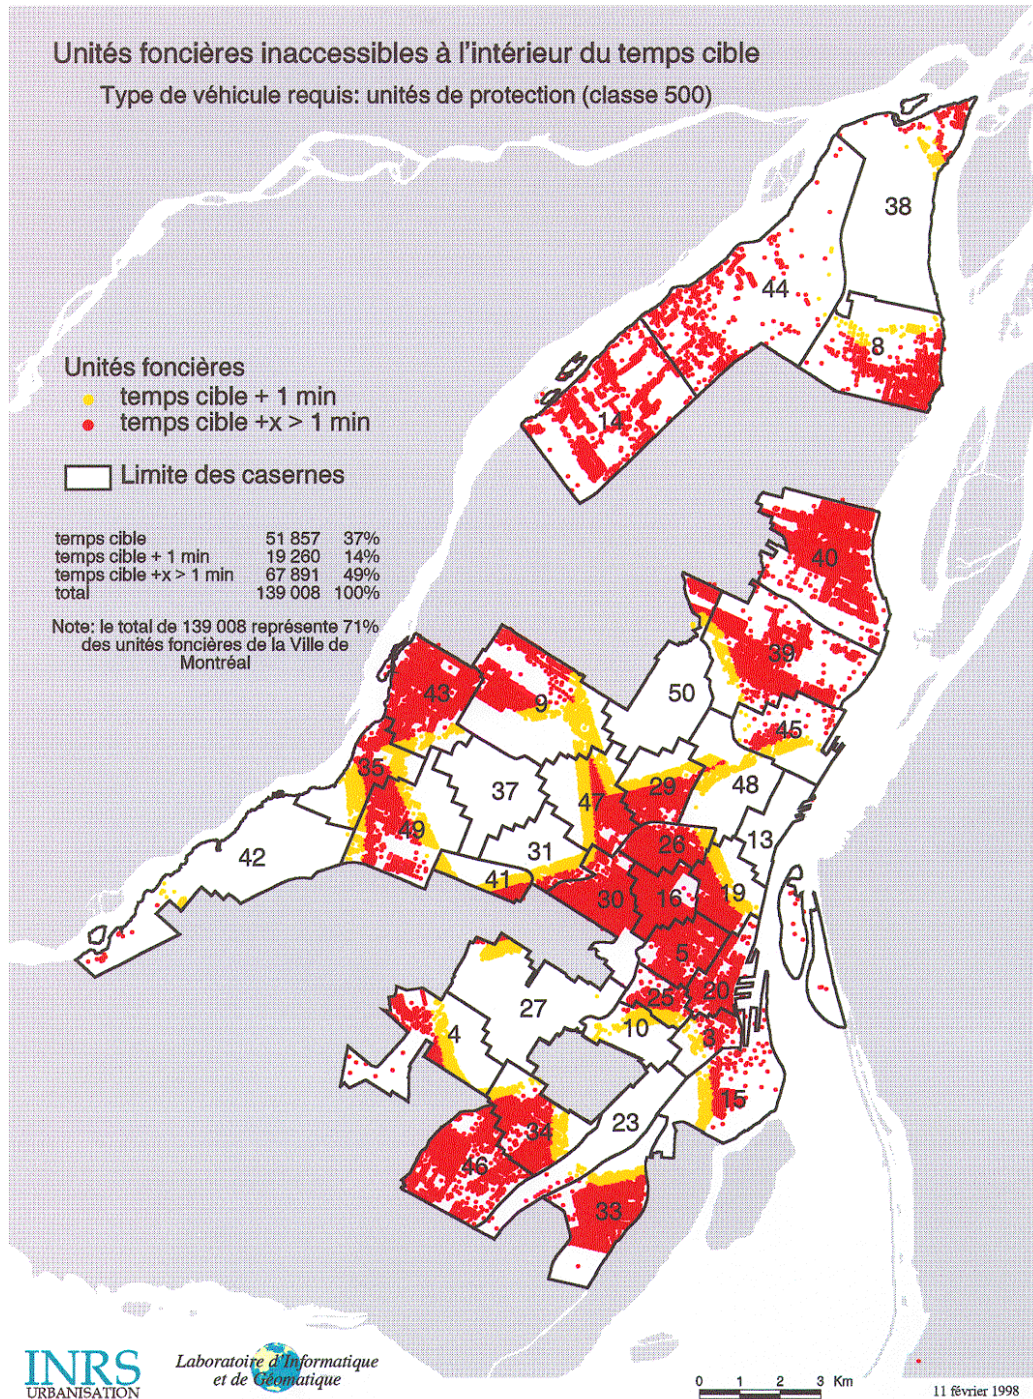 Unités foncières inaccessibles à l'intérieur du temps cible
Type de véhicule requis: unités de protection (classe 500)
38
44
8
14
Unités foncières
temps cible + 1 min
temps cible +x > 1 min
Limite des casernes
temps cible 51 857 37%
temps cible + 1 min 19 260 14%
temps cible +x > 1 min 67 891 49%
total 139 008 100%
Note: le total de 139 008 représente 71%
des unités foncières de la Ville de
Montréal
40
39
43
9
50
45
35
37
47
29
48
49
26
13
42
31
41
30
16
19
5
25
20
27
10
3
4
15
23
34
46
33
INRS
URBANISATION
Laboratoire d'Informatique
et de Géomatique
0 1 2 3 Km
11 février 1998